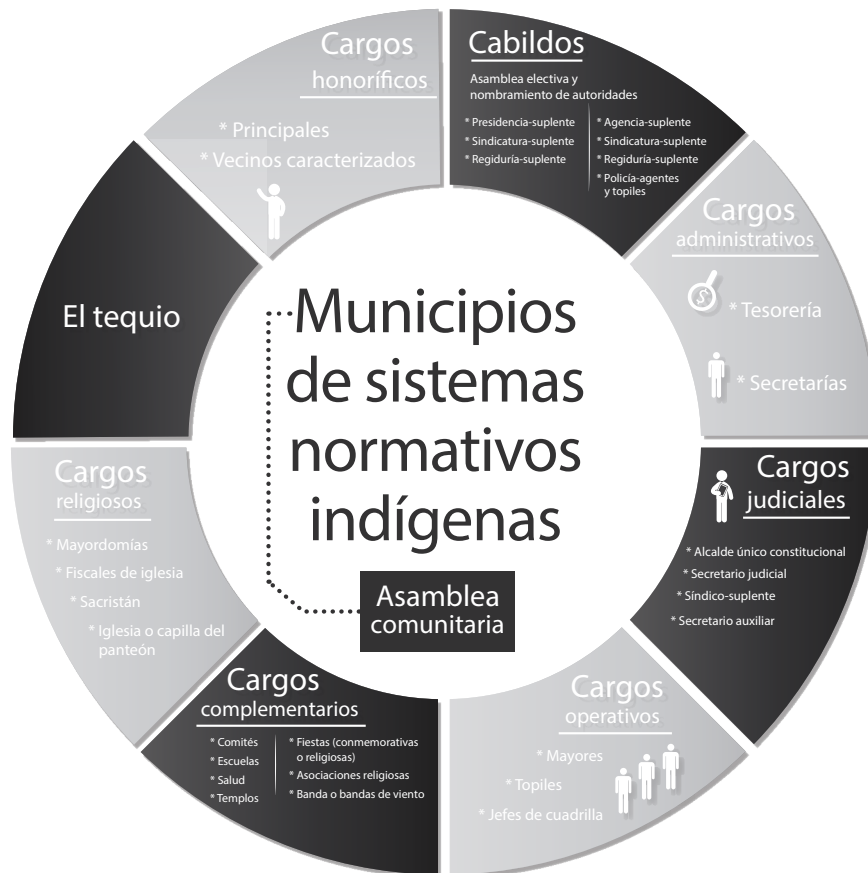 Cargos
honoríficos
* Principales
* Vecinos caracterizados
Cabildos
Asamblea electiva y
nombramiento de autoridades
* Presidencia-suplente
* Sindicatura-suplente
* Regiduría-suplente
* Agencia-suplente
* Sindicatura-suplente
* Regiduría-suplente
* Policía-agentes
y topiles
Cargos
administrativos
$
* Tesorería
* Secretarías
Cargos
judiciales
* Alcalde único constitucional
* Secretario judicial
* Síndico-suplente
* Secretario auxiliar
Cargos
operativos
* Mayores
* Topiles
* Jefes de cuadrilla
Cargos
complementarios
* Comités
* Escuelas
* Salud
* Templos
* Fiestas (conmemorativas
o religiosas)
* Asociaciones religiosas
* Banda o bandas de viento
Cargos
religiosos
* Mayordomías
* Fiscales de iglesia
* Sacristán
* Iglesia o capilla del
panteón
El tequio
Municipios
de sistemas
normativos
indígenas
Asamblea
comunitaria